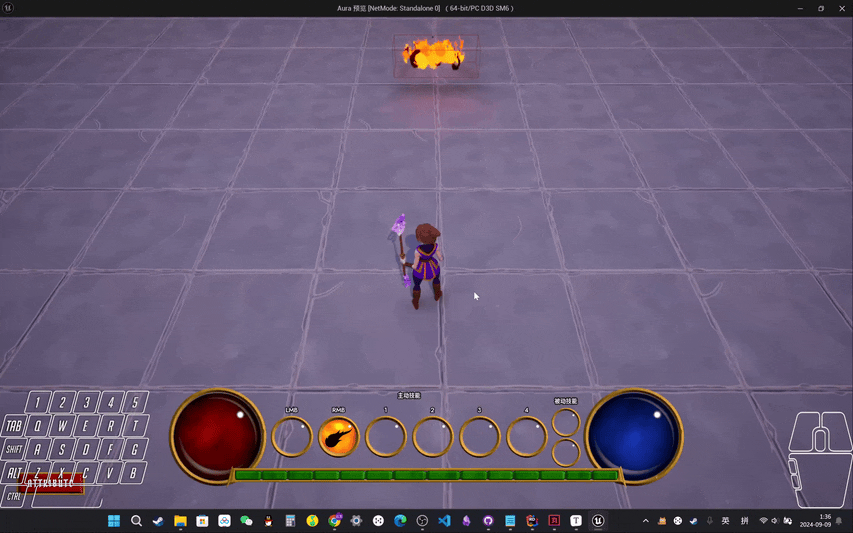 Aura 预览 [NetMode: Standalone 0] ( 64-bit/PC D3D SM6 )
主动技能
被动技能
LMB
RMB
1
2
3
4
1 2 3 4 5
TAB Q W E R T
SHIFT A S D F G
ALT Z X C V B
ATTRIBUTE
CTRL
英
拼
1:36
2024-09-09